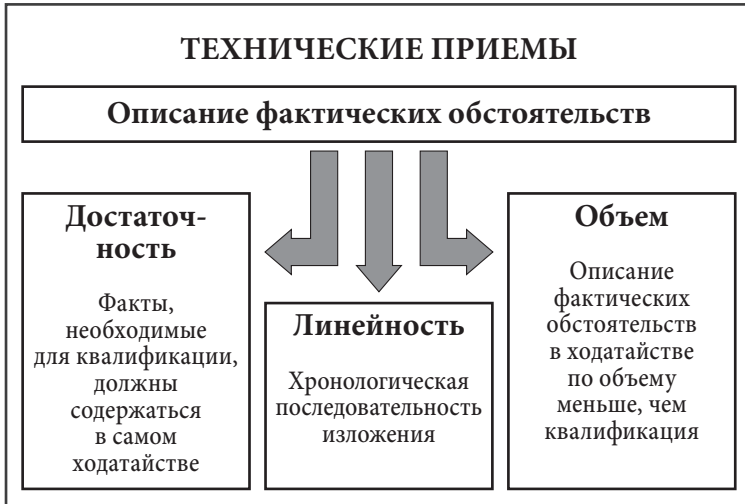 ТЕХНИЧЕСКИЕ ПРИЕМЫ
Описание фактических обстоятельств
Достаточ-
ность
Факты,
необходимые
для квалификации,
должны
содержаться
в самом
ходатайстве
Линейность
Хронологическая
последовательность
изложения
Объем
Описание
фактических
обстоятельств
в ходатайстве
по объему
меньше, чем
квалификация